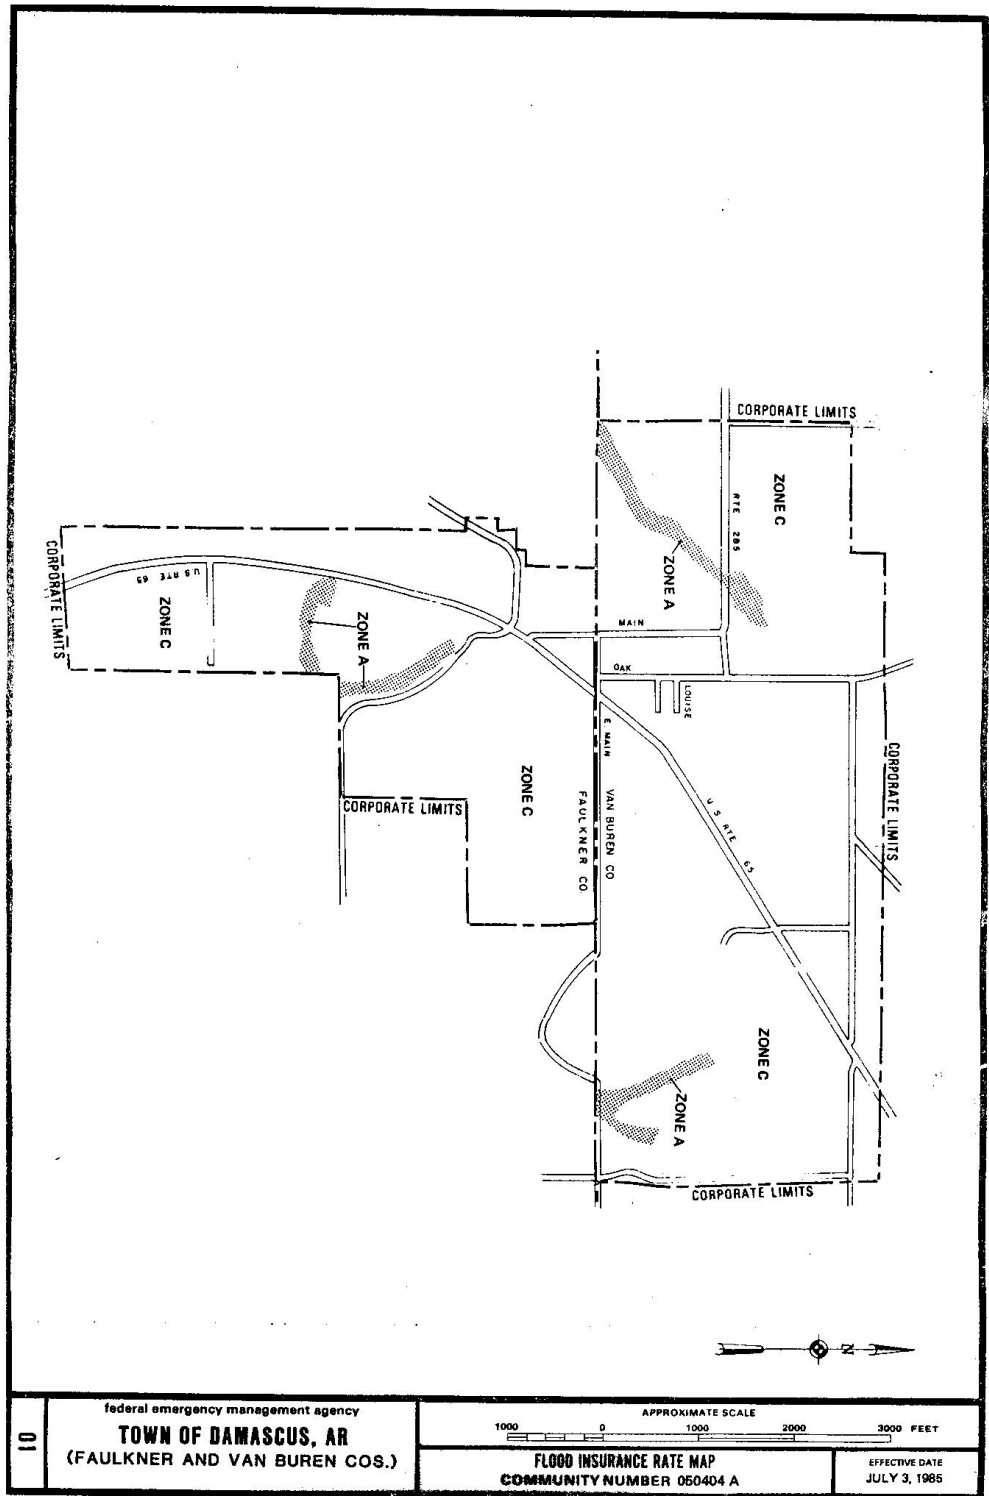 CORPORATE LIMITS
ZONE C
RTE 285
ZONE A
CORPORATE LIMITS
U.S RTE 65
ZONE C
ZONE A
MAIN
OAK
LOUISE
E. MAIN
ZONE C
VAN BUREN CO
FAULKNER CO.
CORPORATE LIMITS
U.S RTE 65
CORPORATE LIMITS
ZONE C
ZONE A
CORPORATE LIMITS
N
01
federal emergency management agency
TOWN OF DAMASCUS, AR
(FAULKNER AND VAN BUREN COS.)
APPROXIMATE SCALE
1000 0 1000 2000 3000 FEET
FLOOD INSURANCE RATE MAP
COMMUNITY NUMBER 050404 A
EFFECTIVE DATE
JULY 3, 1985